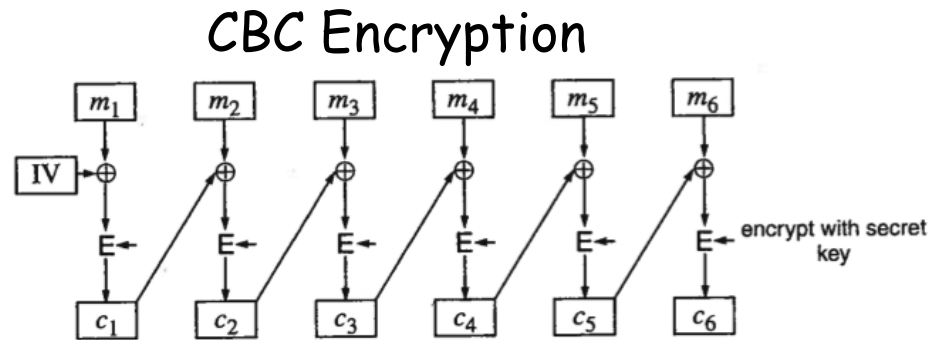 CBC Encryption
m1 m2 m3 m4 m5 m6
IV
E E E E E E encrypt with secret
key
c1 c2 c3 c4 c5 c6